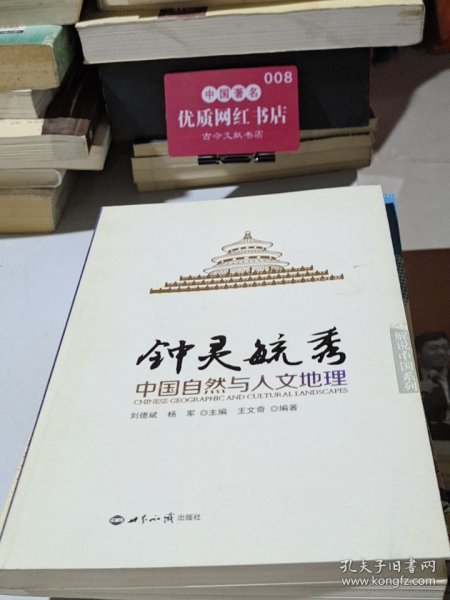 008
中国著名
优质网红书店
古今文献书店
钟灵毓秀
中国自然与人文地理
CHINESE GEOGRAPHIC AND CULTURAL LANDSCAPES
刘德斌 杨 军◎主编 王文奇◎编著
解说中国系列
世界知识出版社
孔夫子旧书网
www.kongfz.com